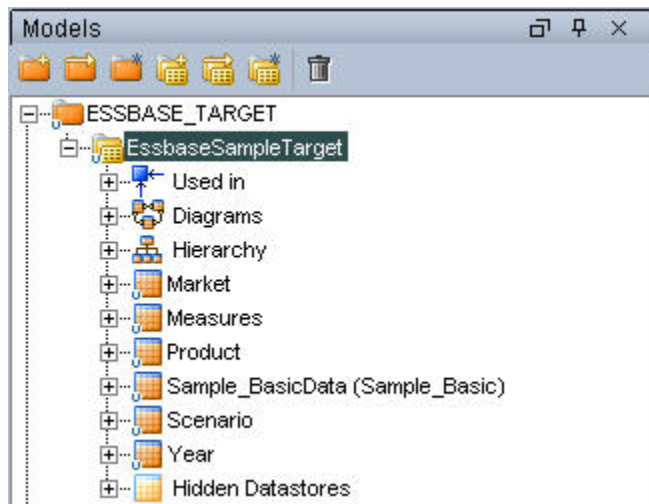 Models
ESSBASE_TARGET
EssbaseSampleTarget
Used in
Diagrams
Hierarchy
Market
Measures
Product
Sample_BasicData (Sample_Basic)
Scenario
Year
Hidden Datastores